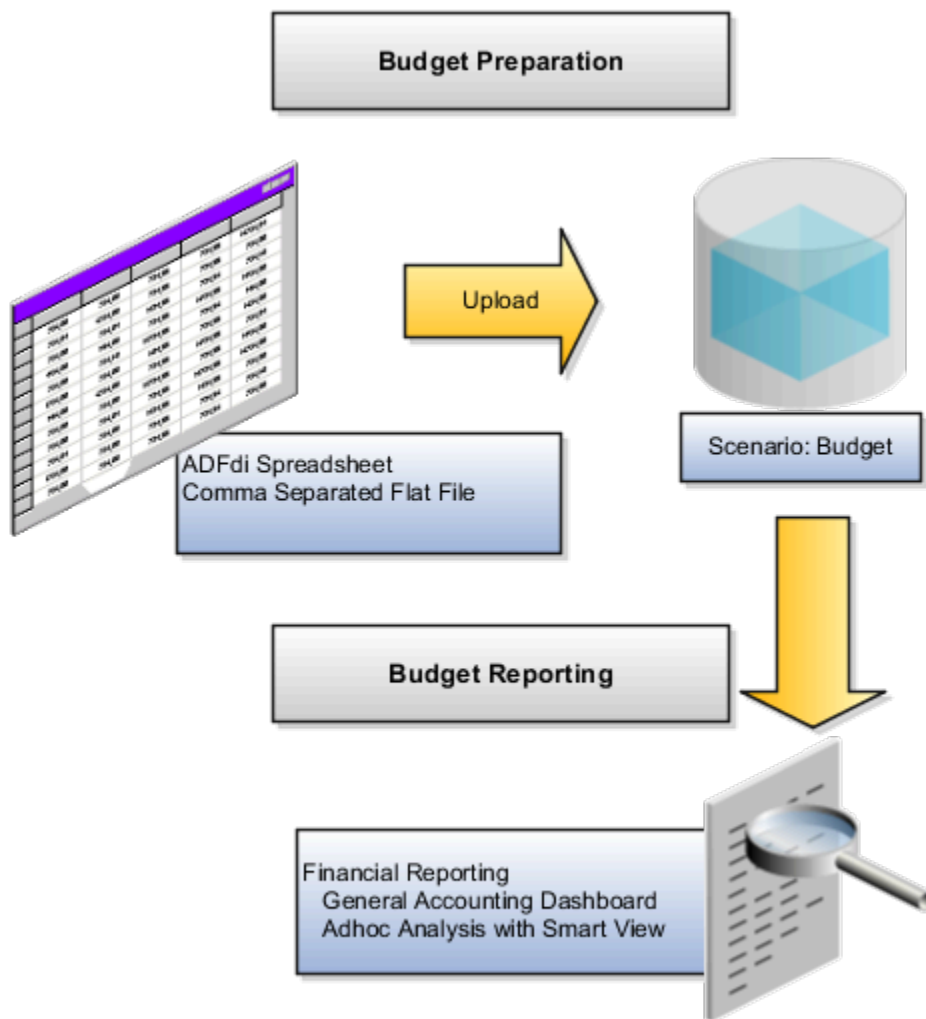 Budget Preparation
Upload
ADFdi Spreadsheet
Comma Separated Flat File
Scenario: Budget
Budget Reporting
Financial Reporting
General Accounting Dashboard
Adhoc Analysis with Smart View